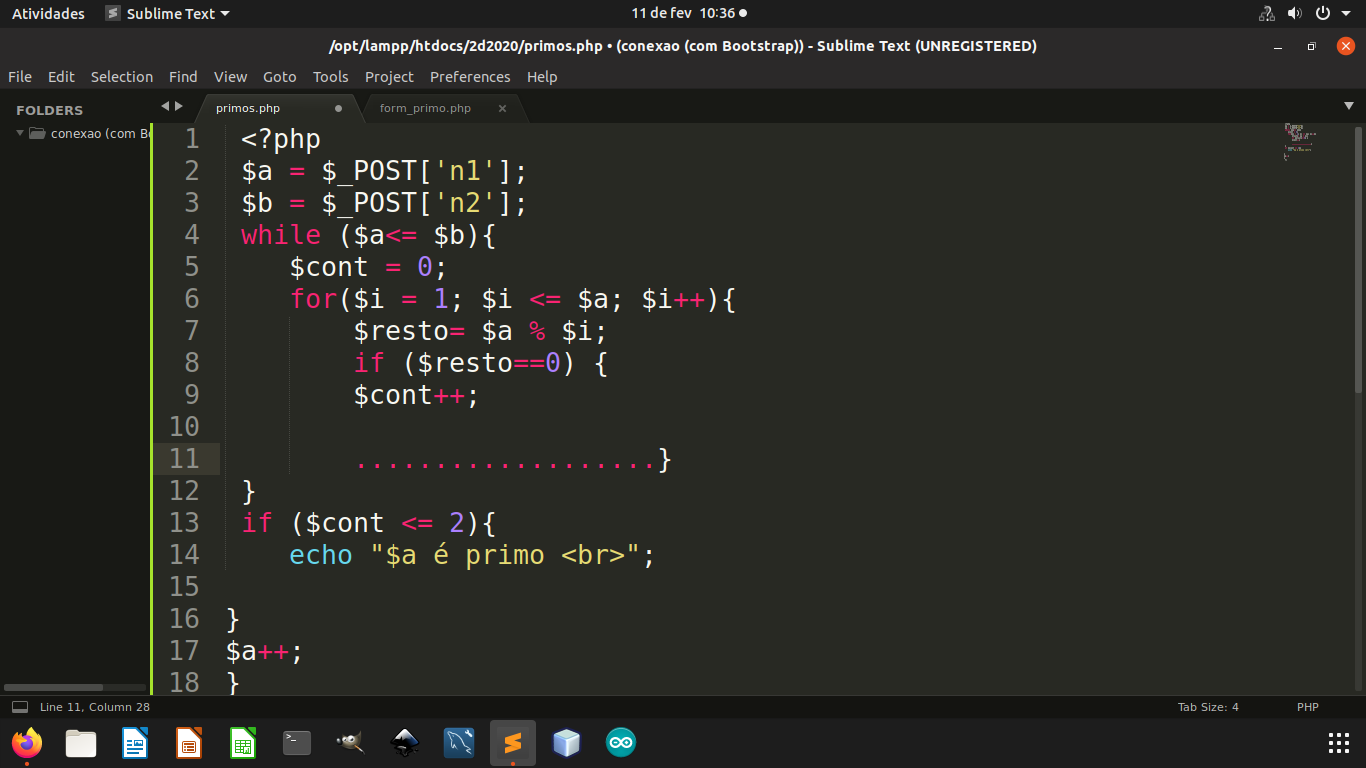 Atividades Sublime Text 11 de fev 10:36
/opt/lampp/htdocs/2d2020/primos.php • (conexao (com Bootstrap)) - Sublime Text (UNREGISTERED)
File Edit Selection Find View Goto Tools Project Preferences Help
FOLDERS
conexao (com Bo
primos.php form_primo.php
1 <?php
2 $a = $_POST['n1'];
3 $b = $_POST['n2'];
4 while ($a<= $b){
5 $cont = 0;
6 for($i = 1; $i <= $a; $i++){
7 $resto= $a % $i;
8 if ($resto==0) {
9 $cont++;
10
11 ...................}
12 }
13 if ($cont <= 2){
14 echo "$a é primo <br>";
15
16 }
17 $a++;
18 }
Line 11, Column 28 Tab Size: 4 PHP